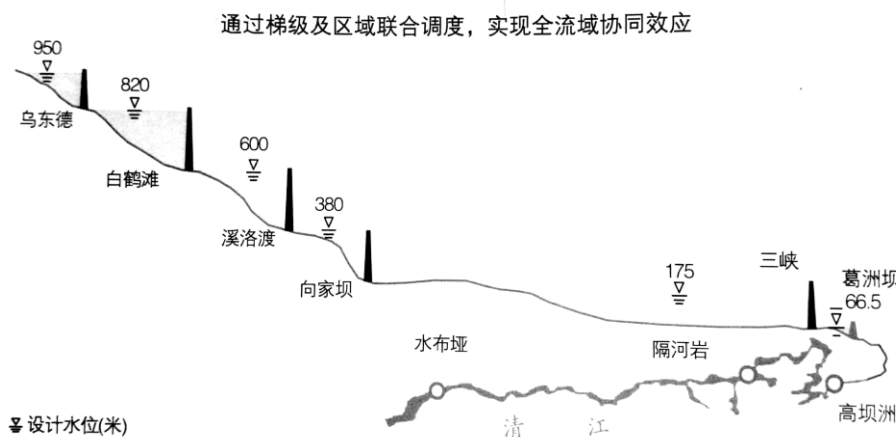 通过梯级及区域联合调度，实现全流域协同效应
950
820
乌东德
白鹤滩
600
溪洛渡
380
向家坝
175
三峡
葛洲坝
66.5
水布垭
隔河岩
高坝洲
清江
设计水位(米)